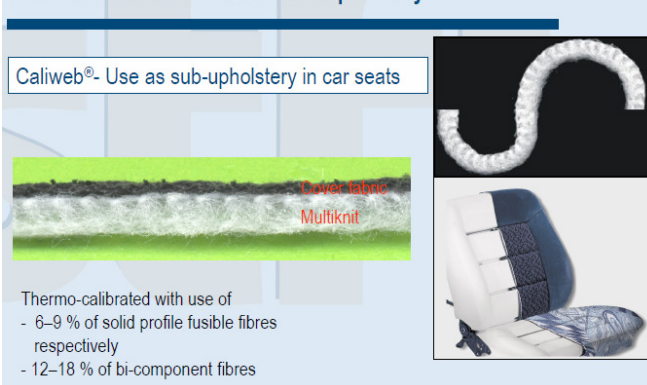 Caliweb®- Use as sub-upholstery in car seats
Cover fabric
Multiknit
Thermo-calibrated with use of
- 6–9 % of solid profile fusible fibres
respectively
- 12–18 % of bi-component fibres